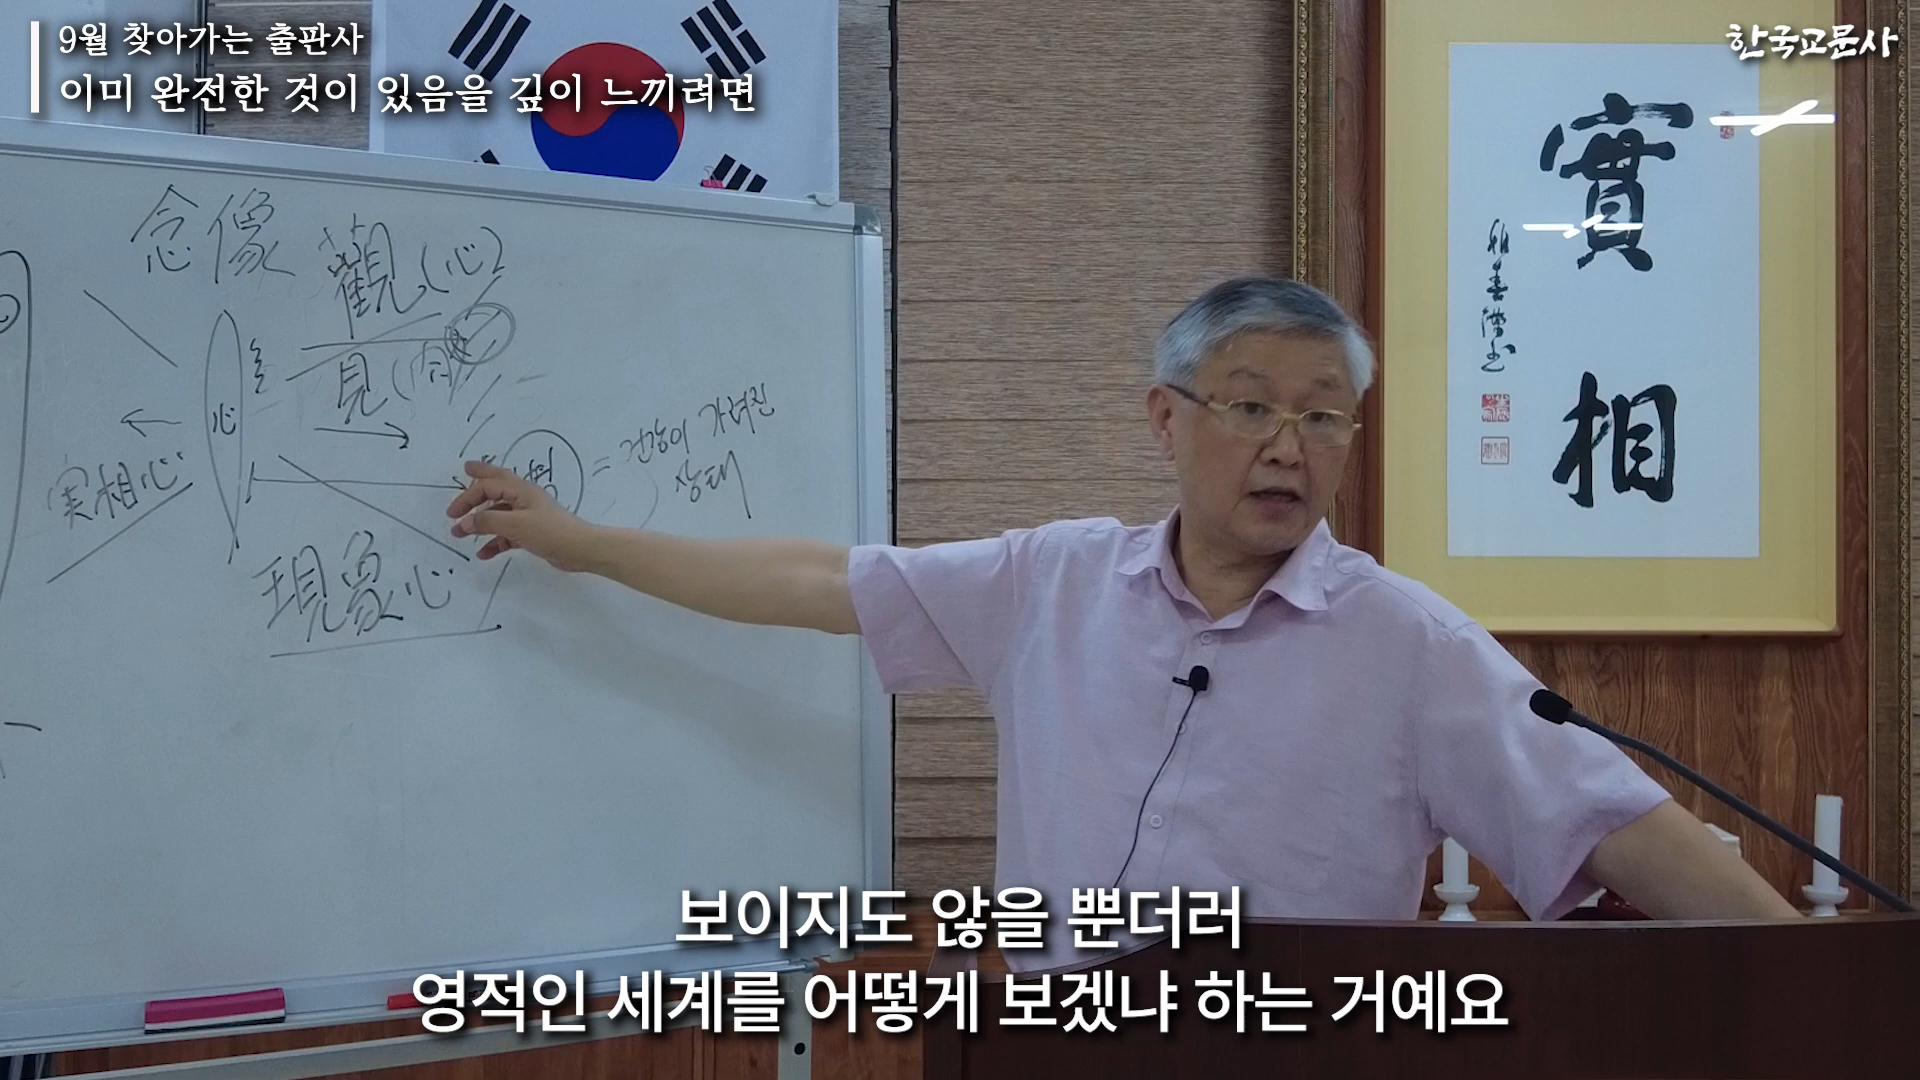 9월 찾아가는 출판사
이미 완전한 것이 있음을 깊이 느끼려면
한국교문사
念像
觀(心)
見(肉
心
実相心
現象心
= 건강이 가려진
상태
實
相
보이지도 않을 뿐더러
영적인 세계를 어떻게 보겠냐 하는 거예요